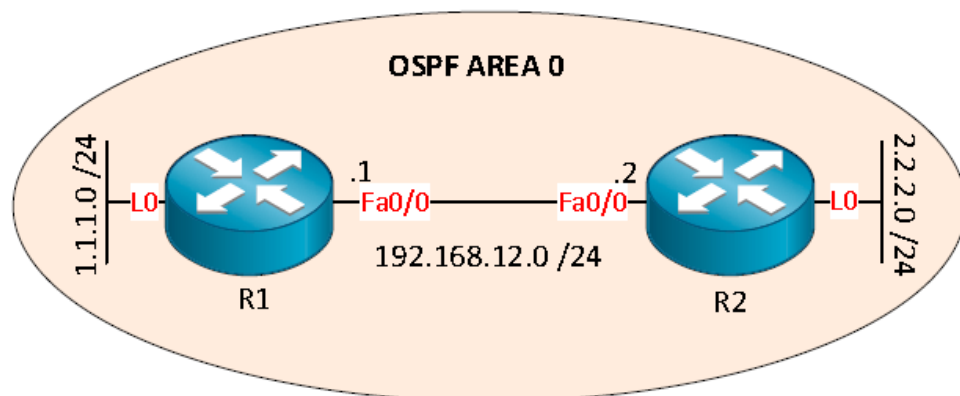 OSPF AREA 0
1.1.1.0 /24
L0
.1
Fa0/0
.2
Fa0/0
L0
2.2.2.0 /24
192.168.12.0 /24
R1
R2